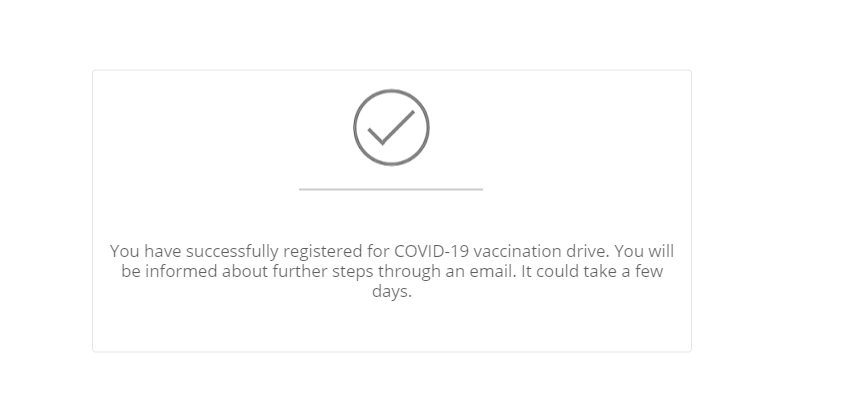 You have successfully registered for COVID-19 vaccination drive. You will
be informed about further steps through an email. It could take a few
days.